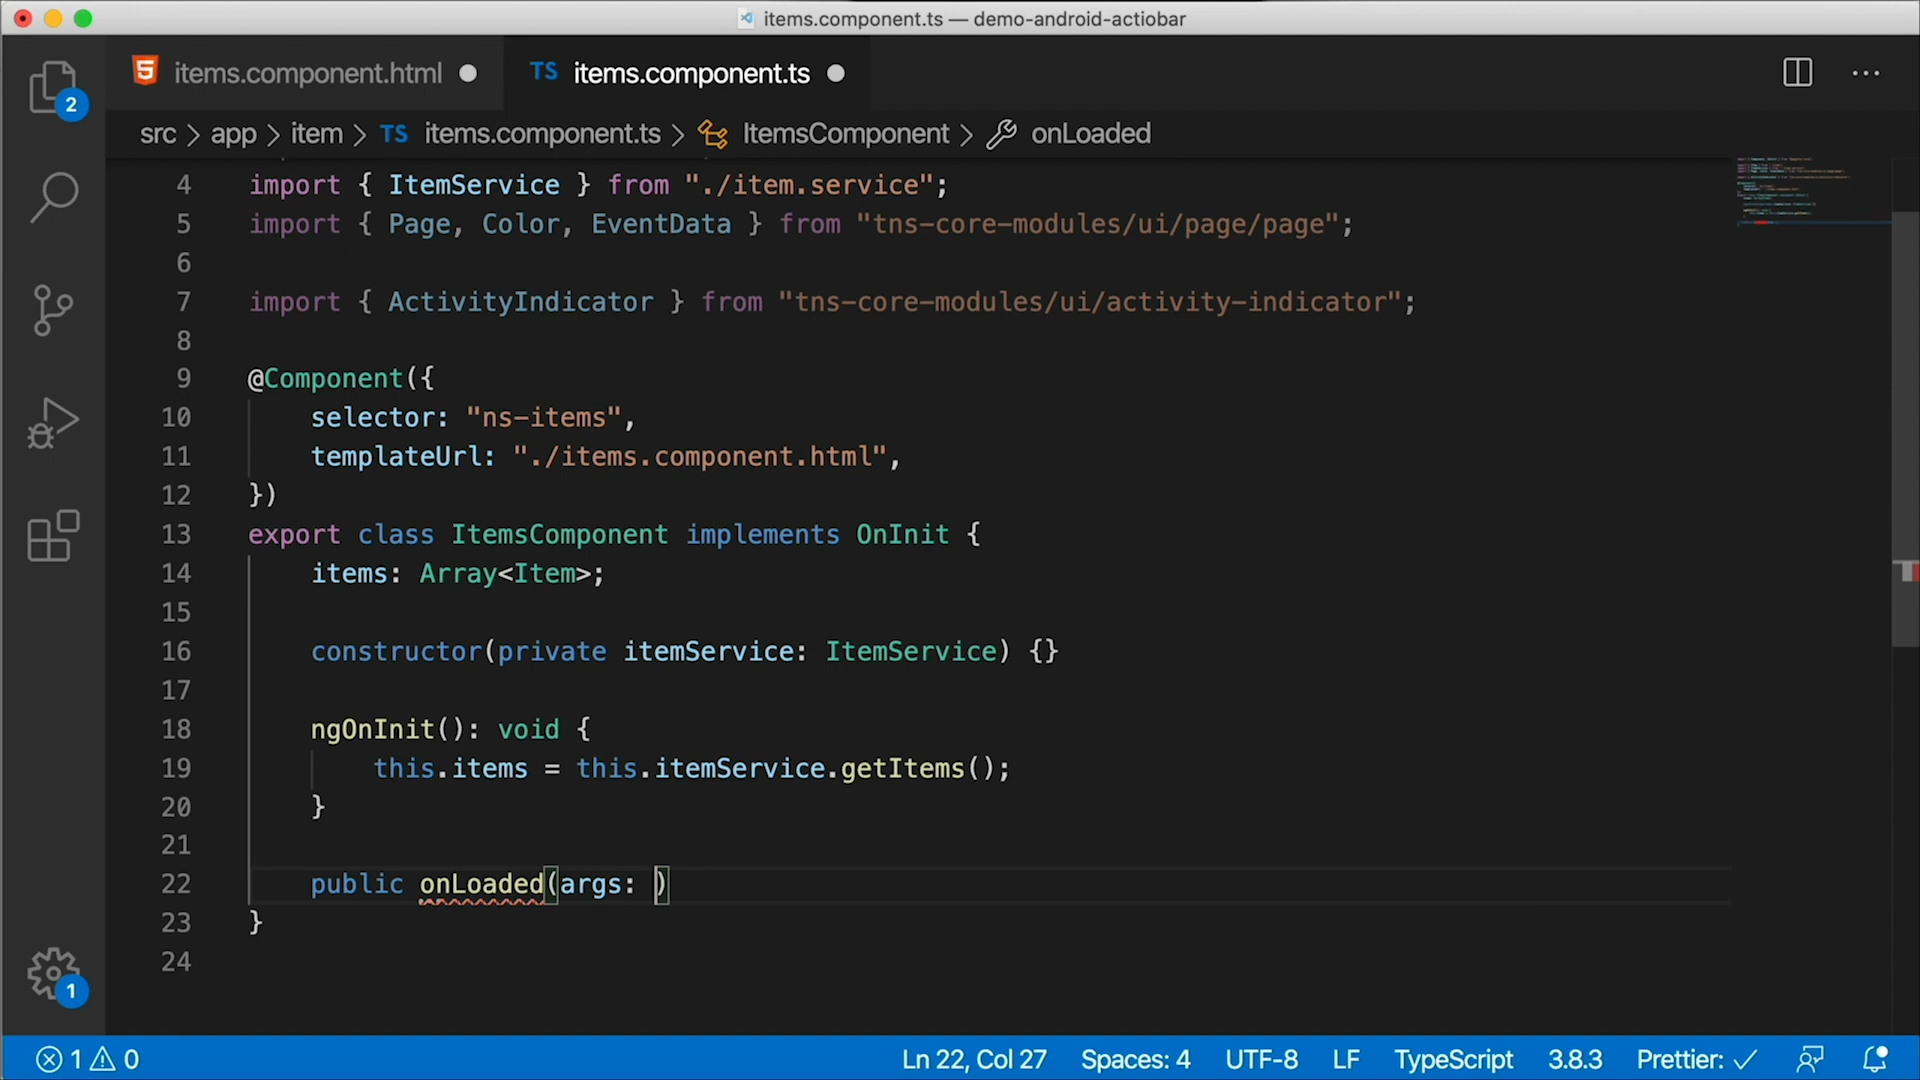 items.component.ts — demo-android-actiobar
items.component.html
TS items.component.ts
2
src > app > item > TS items.component.ts > ItemsComponent > onLoaded
4 import { ItemService } from "./item.service";
5 import { Page, Color, EventData } from "tns-core-modules/ui/page/page";
6
7 import { ActivityIndicator } from "tns-core-modules/ui/activity-indicator";
8
9 @Component({
10 selector: "ns-items",
11 templateUrl: "./items.component.html",
12 })
13 export class ItemsComponent implements OnInit {
14 items: Array<Item>;
15
16 constructor(private itemService: ItemService) {}
17
18 ngOnInit(): void {
19 this.items = this.itemService.getItems();
20 }
21
22 public onLoaded(args: )
23 }
24
1
1 0 Ln 22, Col 27 Spaces: 4 UTF-8 LF TypeScript 3.8.3 Prettier: ✓